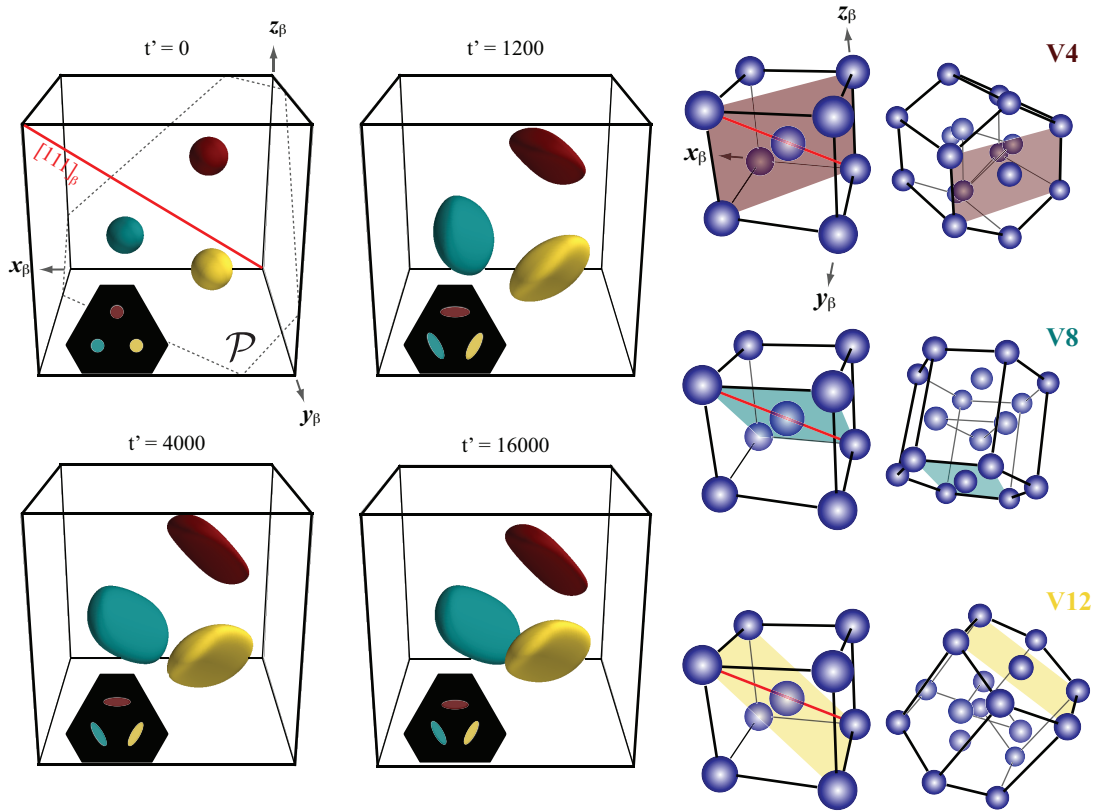 t' = 0
z_β
[111]_β
x_β
𝒫
y_β
t' = 1200
t' = 4000
t' = 16000
z_β
V4
x_β
y_β
V8
V12